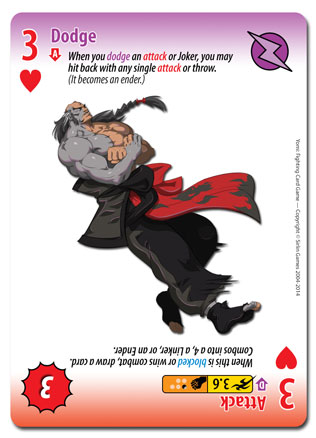 3 Dodge
When you dodge an attack or Joker, you may
hit back with any single attack or throw.
(It becomes an ender.)
Yomi: Fighting Card Game — Copyright © Sirlin Games 2004-2014
3 Attack
D 3.6
3
When this is blocked or wins combat, draw a card.
Combos into a 4, a Linker, or an Ender.